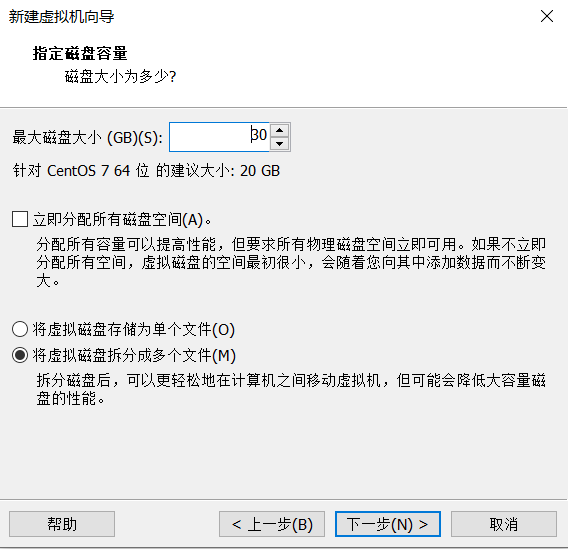 新建虚拟机向导
指定磁盘容量
磁盘大小为多少?
最大磁盘大小 (GB)(S): 30
针对 CentOS 7 64 位 的建议大小: 20 GB
立即分配所有磁盘空间(A)。
分配所有容量可以提高性能，但要求所有物理磁盘空间立即可用。如果不立即
分配所有空间，虚拟磁盘的空间最初很小，会随着您向其中添加数据而不断变
大。
将虚拟磁盘存储为单个文件(O)
将虚拟磁盘拆分成多个文件(M)
拆分磁盘后，可以更轻松地在计算机之间移动虚拟机，但可能会降低大容量磁
盘的性能。
帮助 < 上一步(B) 下一步(N) > 取消